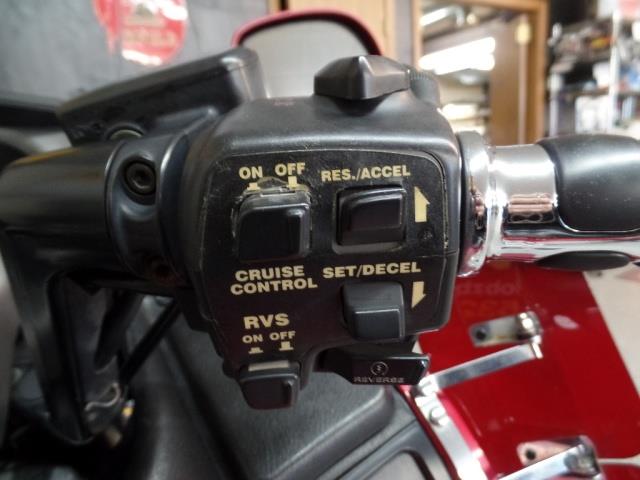 ON OFF
RES./ACCEL
CRUISE
CONTROL
SET/DECEL
RVS
ON OFF
REVERSE